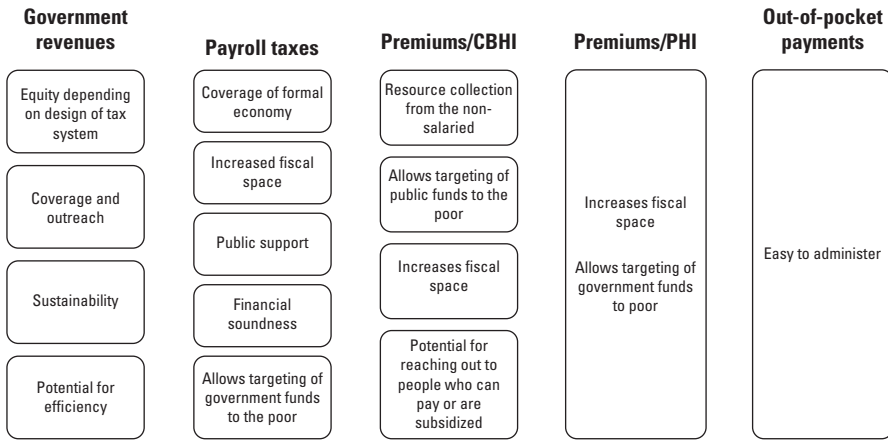 Government
revenues
Equity depending
on design of tax
system
Coverage and
outreach
Sustainability
Potential for
efficiency
Payroll taxes
Coverage of formal
economy
Increased fiscal
space
Public support
Financial
soundness
Allows targeting of
government funds
to the poor
Premiums/CBHI
Resource collection
from the non-
salaried
Allows targeting of
public funds to the
poor
Increases fiscal
space
Potential for
reaching out to
people who can
pay or are
subsidized
Premiums/PHI
Increases fiscal
space
Allows targeting of
government funds
to poor
Out-of-pocket
payments
Easy to administer